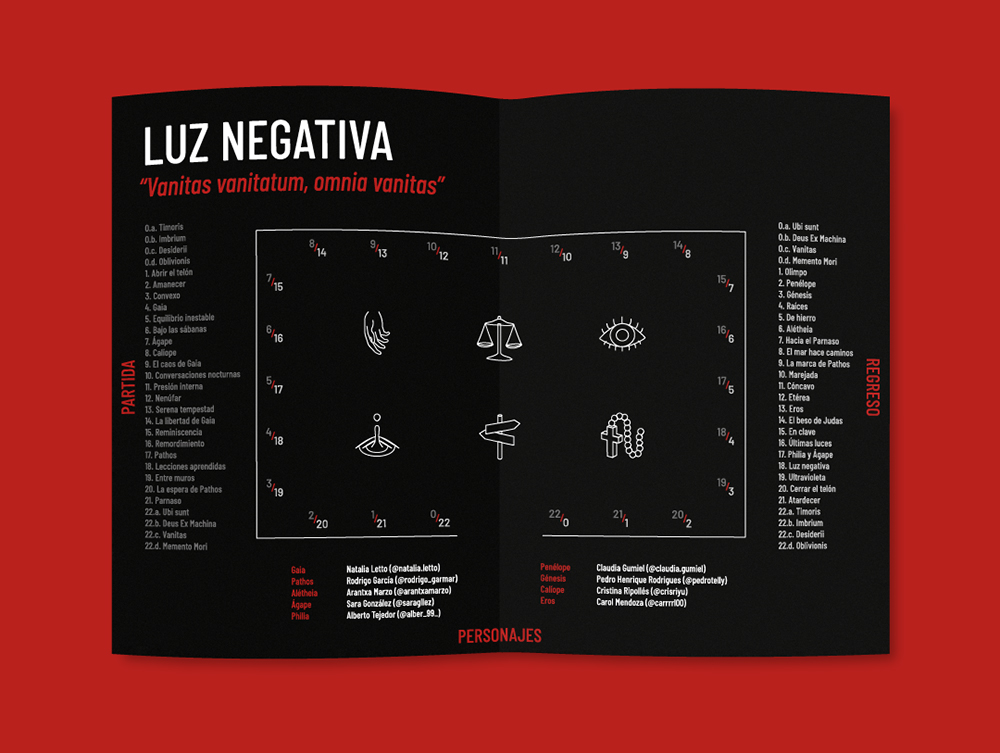 LUZ NEGATIVA
“Vanitas vanitatum, omnia vanitas”
PARTIDA
0.a. Timoris
0.b. Imbrium
0.c. Desiderii
0.d. Oblivionis
1. Abrir el telón
2. Amanecer
3. Convexo
4. Gaia
5. Equilibrio inestable
6. Bajo las sábanas
7. Ágape
8. Calíope
9. El caos de Gaia
10. Conversaciones nocturnas
11. Presión interna
12. Nenúfar
13. Serena tempestad
14. La libertad de Gaia
15. Reminiscencia
16. Remordimiento
17. Pathos
18. Lecciones aprendidas
19. Entre muros
20. La espera de Pathos
21. Parnaso
22.a. Ubi sunt
22.b. Deus Ex Machina
22.c. Vanitas
22.d. Memento Mori
8/14
9/13
10/12
11/11
12/10
13/9
14/8
7/15
15/7
6/16
16/6
5/17
17/5
4/18
18/4
3/19
19/3
2/20
1/21
0/22
22/0
21/1
20/2
0.a. Ubi sunt
0.b. Deus Ex Machina
0.c. Vanitas
0.d. Memento Mori
1. Olimpo
2. Penélope
3. Génesis
4. Raíces
5. De hierro
6. Alétheia
7. Hacia el Parnaso
8. El mar hace caminos
9. La marca de Pathos
10. Marejada
11. Cóncavo
12. Etérea
13. Eros
14. El beso de Judas
15. En clave
16. Últimas luces
17. Philia y Ágape
18. Luz negativa
19. Ultravioleta
20. Cerrar el telón
21. Atardecer
22.a. Timoris
22.b. Imbrium
22.c. Desiderii
22.d. Oblivionis
REGRESO
Gaia Natalia Letto (@natalia.letto)
Pathos Rodrigo García (@rodrigo_garmar)
Alétheia Arantxa Marzo (@arantxamarzo)
Ágape Sara González (@saragllez)
Philia Alberto Tejedor (@alber_99_)
Penélope Claudia Gumiel (@claudia.gumiel)
Génesis Pedro Henrique Rodrigues (@pedrotelly)
Calíope Cristina Ripollés (@crisriyu)
Eros Carol Mendoza (@carrrrl00)
PERSONAJES